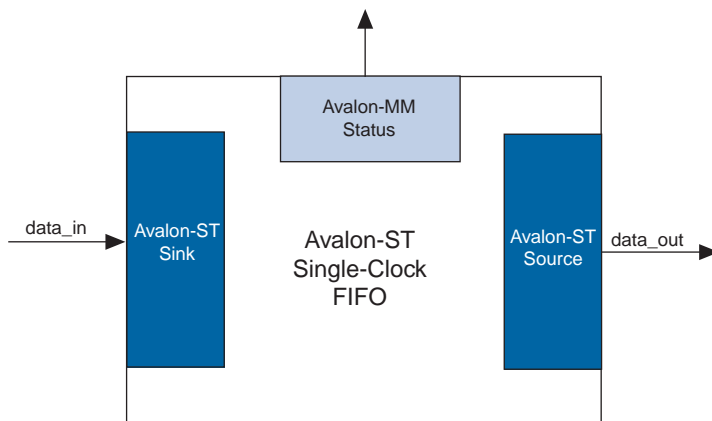 Avalon-MM
Status
data_in
Avalon-ST
Sink
Avalon-ST
Single-Clock
FIFO
Avalon-ST
Source
data_out